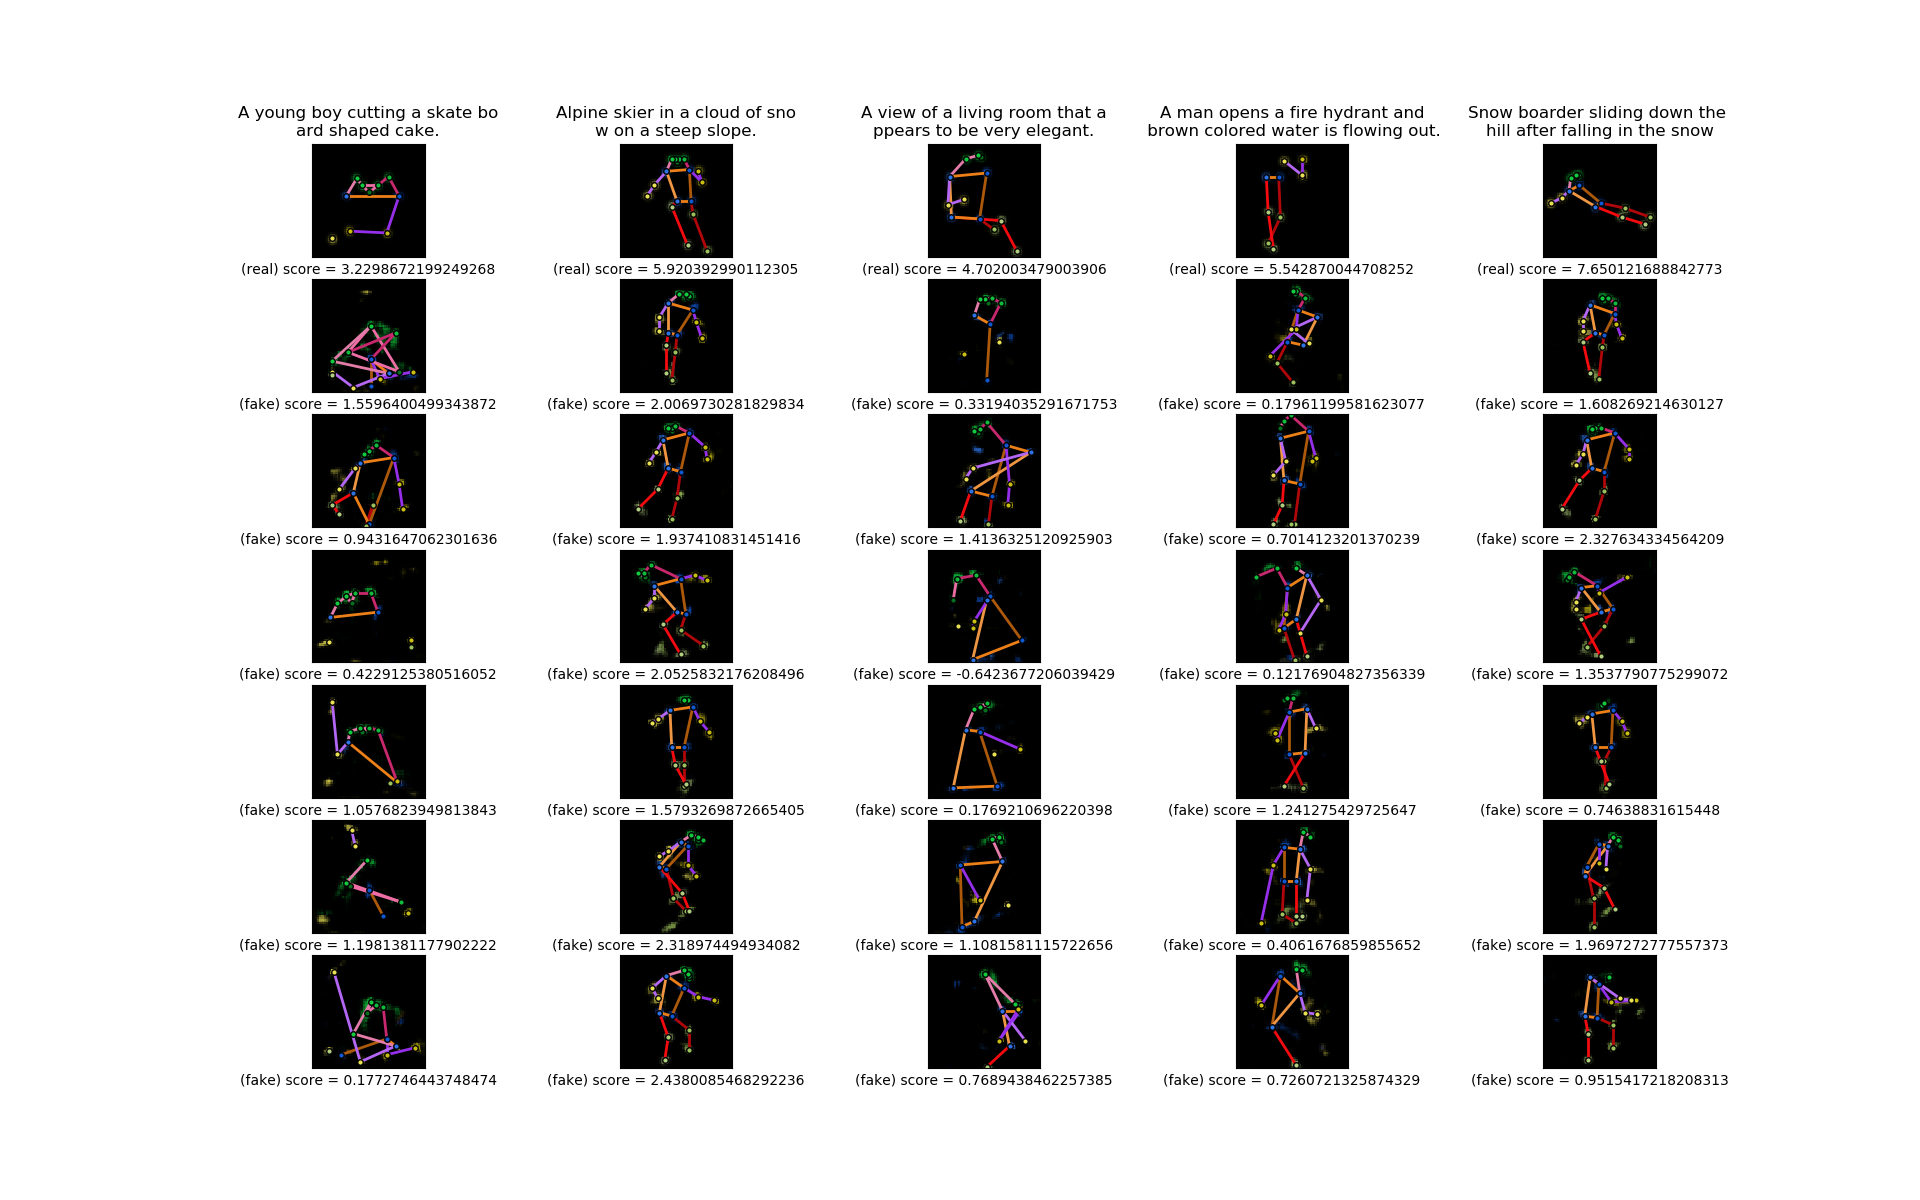 A young boy cutting a skate bo
ard shaped cake.
Alpine skier in a cloud of sno
w on a steep slope.
A view of a living room that a
ppears to be very elegant.
A man opens a fire hydrant and
brown colored water is flowing out.
Snow boarder sliding down the
hill after falling in the snow
(real) score = 3.2298672199249268
(real) score = 5.920392990112305
(real) score = 4.702003479003906
(real) score = 5.542870044708252
(real) score = 7.650121688842773
(fake) score = 1.5596400499343872
(fake) score = 2.0069730281829834
(fake) score = 0.33194035291671753
(fake) score = 0.17961199581623077
(fake) score = 1.608269214630127
(fake) score = 0.9431647062301636
(fake) score = 1.937410831451416
(fake) score = 1.4136325120925903
(fake) score = 0.7014123201370239
(fake) score = 2.327634334564209
(fake) score = 0.4229125380516052
(fake) score = 2.0525832176208496
(fake) score = -0.6423677206039429
(fake) score = 0.12176904827356339
(fake) score = 1.3537790775299072
(fake) score = 1.0576823949813843
(fake) score = 1.5793269872665405
(fake) score = 0.1769210696220398
(fake) score = 1.241275429725647
(fake) score = 0.74638831615448
(fake) score = 1.1981381177902222
(fake) score = 2.318974494934082
(fake) score = 1.1081581115722656
(fake) score = 0.4061676859855652
(fake) score = 1.9697272777557373
(fake) score = 0.1772746443748474
(fake) score = 2.4380085468292236
(fake) score = 0.7689438462257385
(fake) score = 0.7260721325874329
(fake) score = 0.9515417218208313